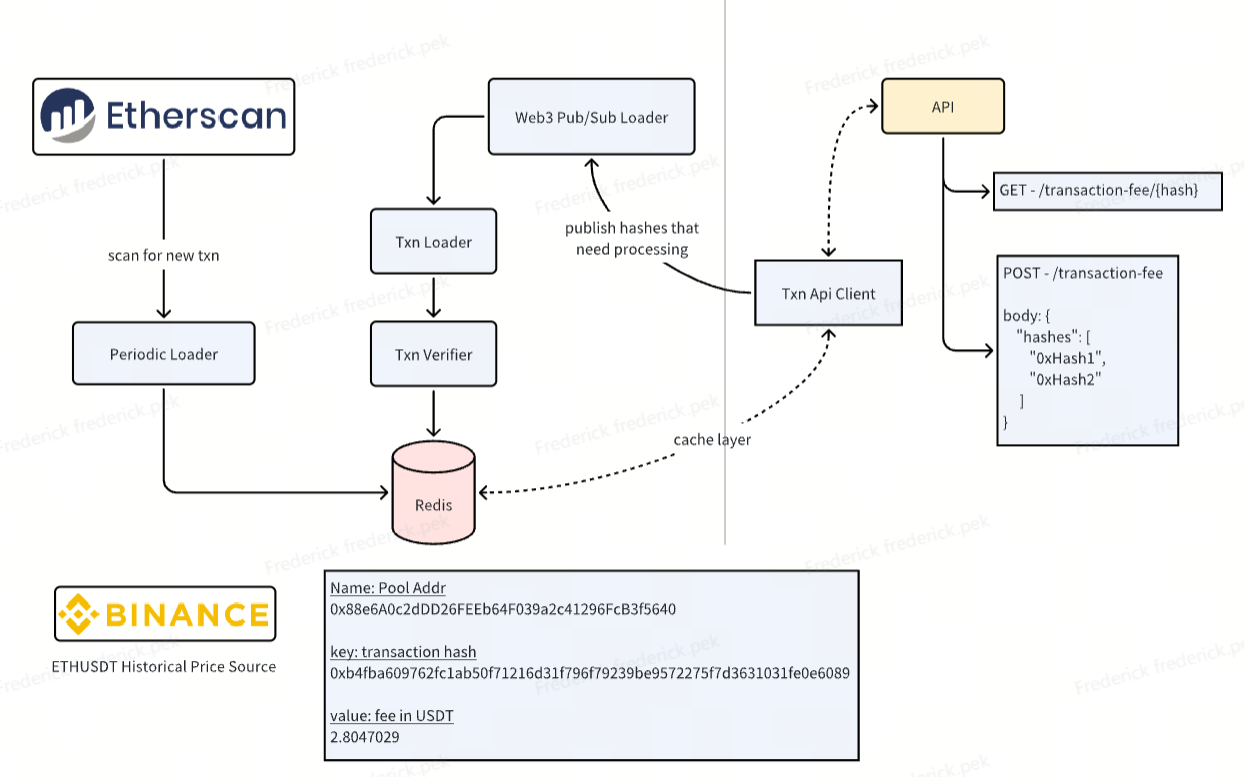 Etherscan
Web3 Pub/Sub Loader
API
GET - /transaction-fee/{hash}
Txn Loader
publish hashes that
need processing
scan for new txn
Txn Api Client
POST - /transaction-fee
body: {
"hashes": [
"0xHash1",
"0xHash2"
]
}
Periodic Loader
Txn Verifier
cache layer
Redis
BINANCE
ETHUSDT Historical Price Source
Name: Pool Addr
0x88e6A0c2dDD26FEEb64F039a2c41296FcB3f5640
key: transaction hash
0xb4fba609762fc1ab50f71216d31f796f79239be9572275f7d3631031fe0e6089
value: fee in USDT
2.8047029
Frederick frederick.pek